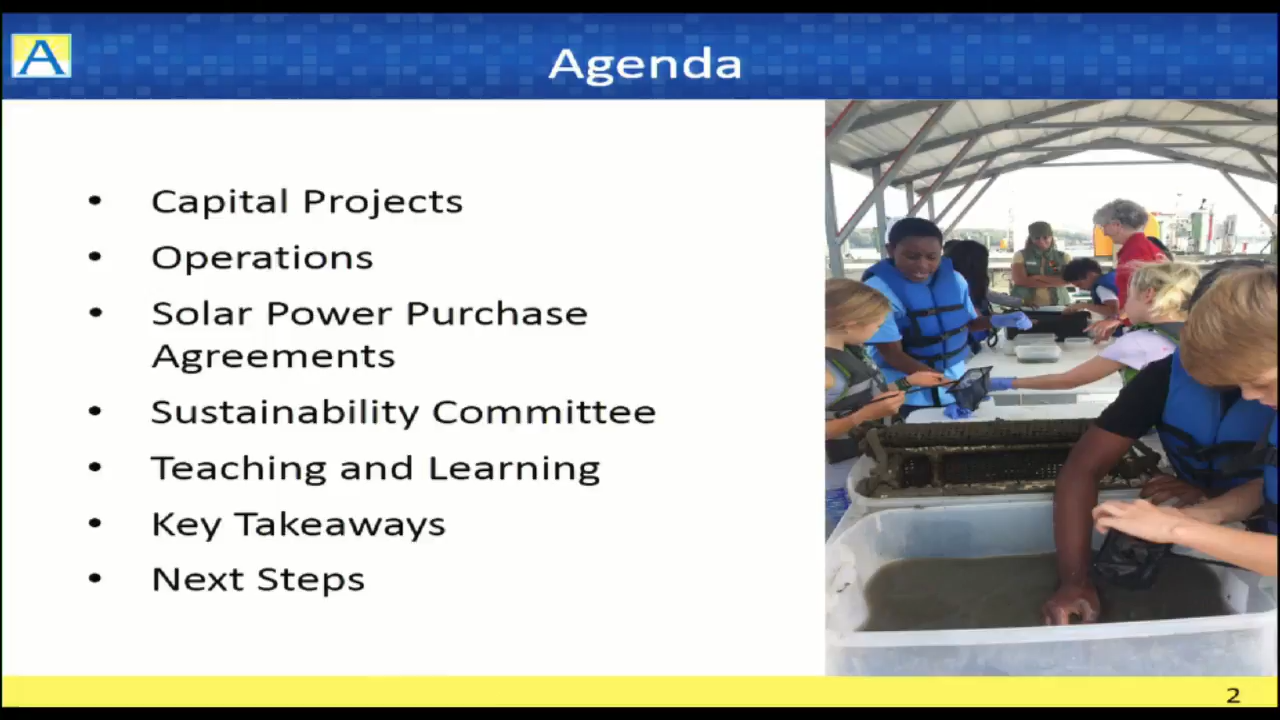 A
Agenda
• Capital Projects
• Operations
• Solar Power Purchase
Agreements
• Sustainability Committee
• Teaching and Learning
• Key Takeaways
• Next Steps
2